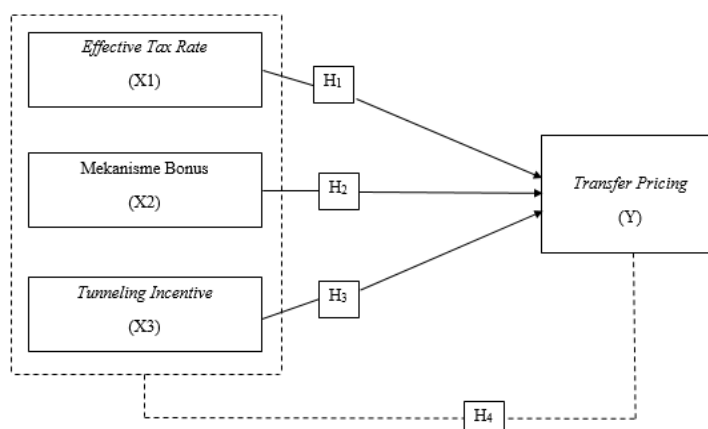 Effective Tax Rate
(X1)
H₁
Mekanisme Bonus
(X2)
H₂
Transfer Pricing
(Y)
Tunneling Incentive
(X3)
H₃
H₄